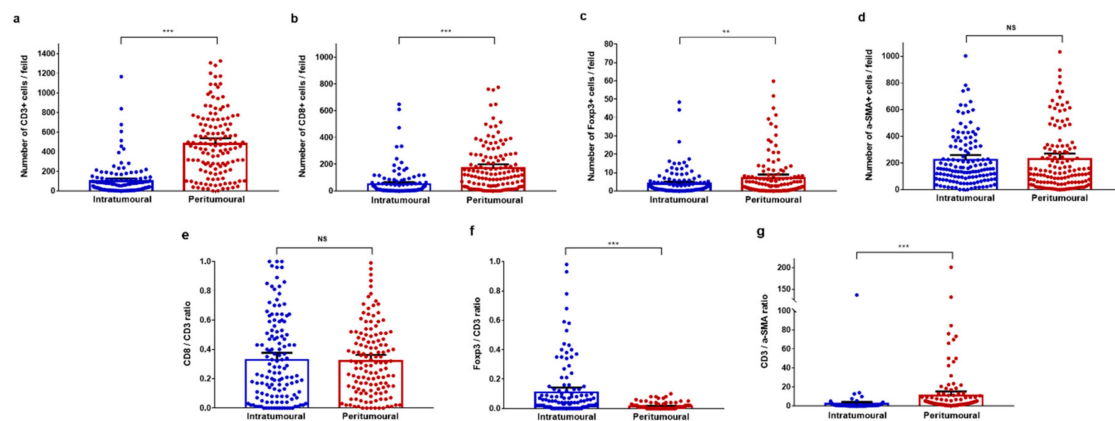 a
***
Numeber of CD3+ cells / feild
1400
1200
1000
800
600
400
200
0
Intratumoural Peritumoural
b
***
Number of CD8+ cells / feild
1000
800
600
400
200
0
Intratumoural Peritumoural
c
**
Number of Foxp3+ cells / feild
80
70
60
50
40
30
20
10
0
Intratumoural Peritumoural
d
NS
Numeber of a-SMA+ cells / feild
1000
800
600
400
200
0
Intratumoural Peritumoural
e
NS
CD8 / CD3 ratio
1.0
0.8
0.6
0.4
0.2
0.0
Intratumoural Peritumoural
f
***
Foxp3 / CD3 ratio
1.0
0.8
0.6
0.4
0.2
0.0
Intratumoural Peritumoural
g
***
CD3 / a-SMA ratio
200
150
100
80
60
40
20
0
Intratumoural Peritumoural